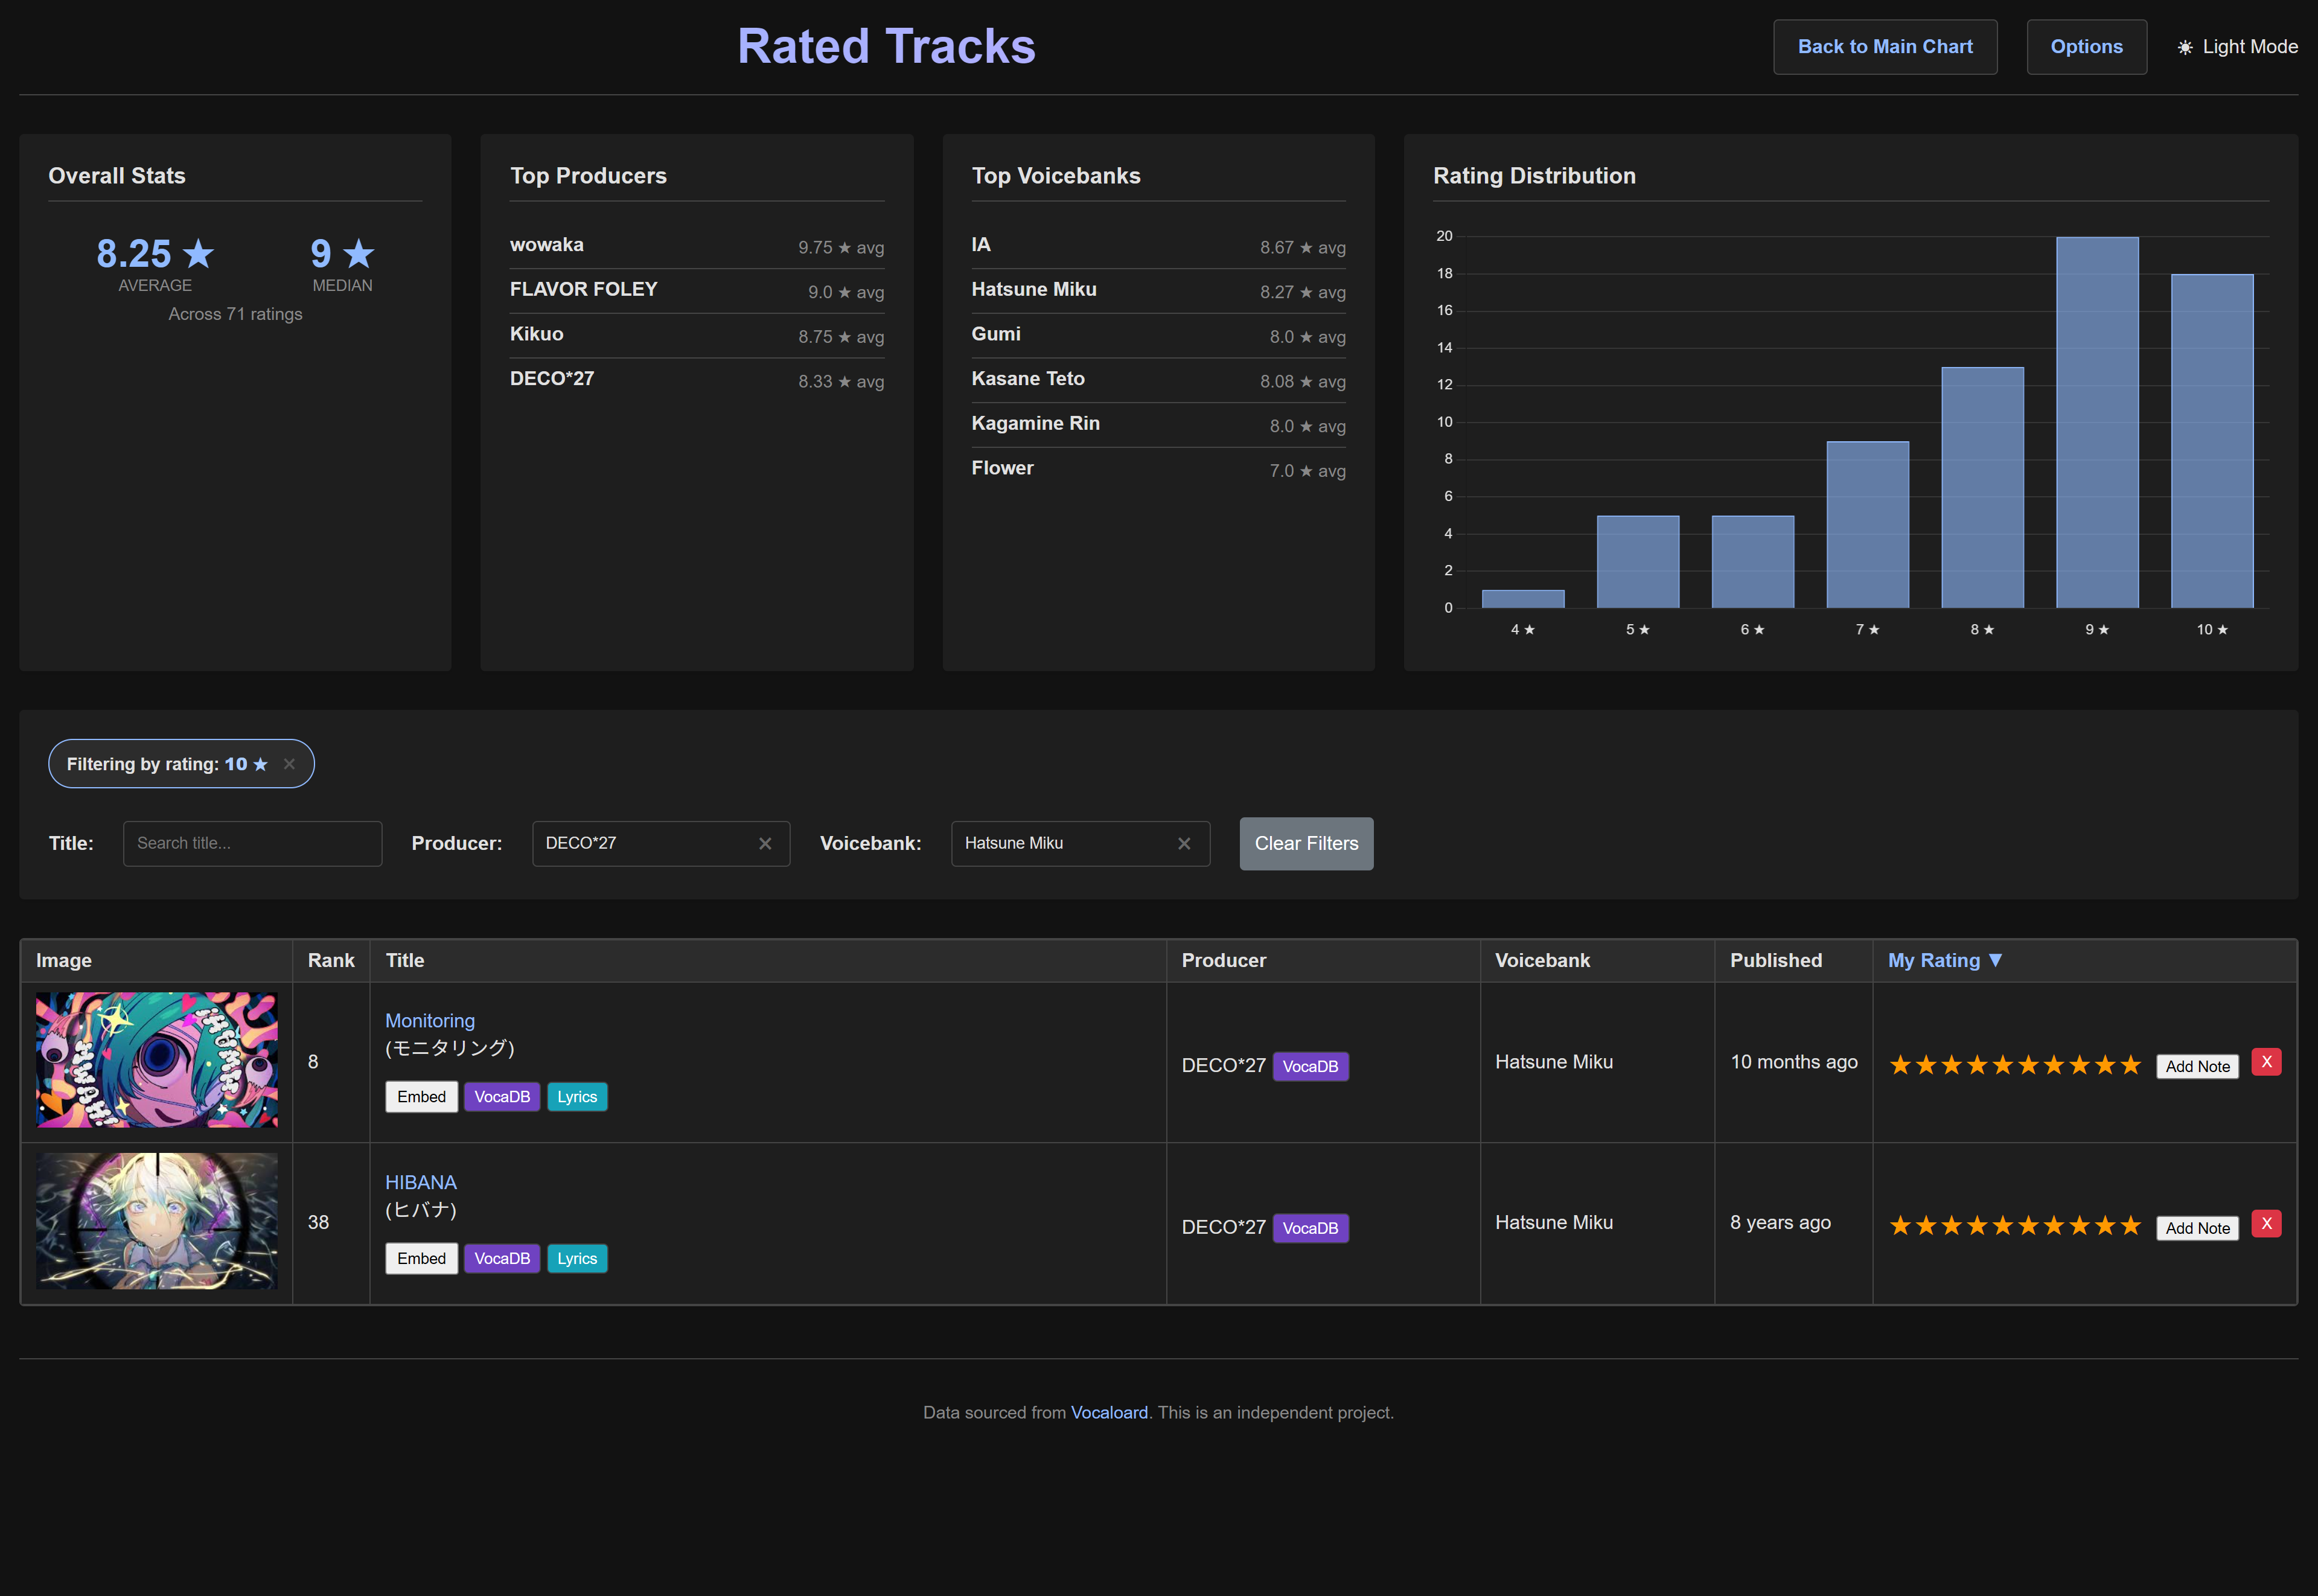 Rated Tracks
Back to Main Chart
Options
☀ Light Mode
Overall Stats
8.25 ★
AVERAGE
9 ★
MEDIAN
Across 71 ratings
Top Producers
wowaka 9.75 ★ avg
FLAVOR FOLEY 9.0 ★ avg
Kikuo 8.75 ★ avg
DECO*27 8.33 ★ avg
Top Voicebanks
IA 8.67 ★ avg
Hatsune Miku 8.27 ★ avg
Gumi 8.0 ★ avg
Kasane Teto 8.08 ★ avg
Kagamine Rin 8.0 ★ avg
Flower 7.0 ★ avg
Rating Distribution
20
18
16
14
12
10
8
6
4
2
0
4 ★ 5 ★ 6 ★ 7 ★ 8 ★ 9 ★ 10 ★
Filtering by rating: 10 ★ ×
Title: Search title... Producer: DECO*27 × Voicebank: Hatsune Miku × Clear Filters
Image Rank Title Producer Voicebank Published My Rating ▼
Monitoring
(モニタリング)
Embed VocaDB Lyrics
8
DECO*27 VocaDB
Hatsune Miku
10 months ago
★★★★★★★★★★ Add Note X
HIBANA
(ヒバナ)
Embed VocaDB Lyrics
38
DECO*27 VocaDB
Hatsune Miku
8 years ago
★★★★★★★★★★ Add Note X
Data sourced from Vocaloard. This is an independent project.